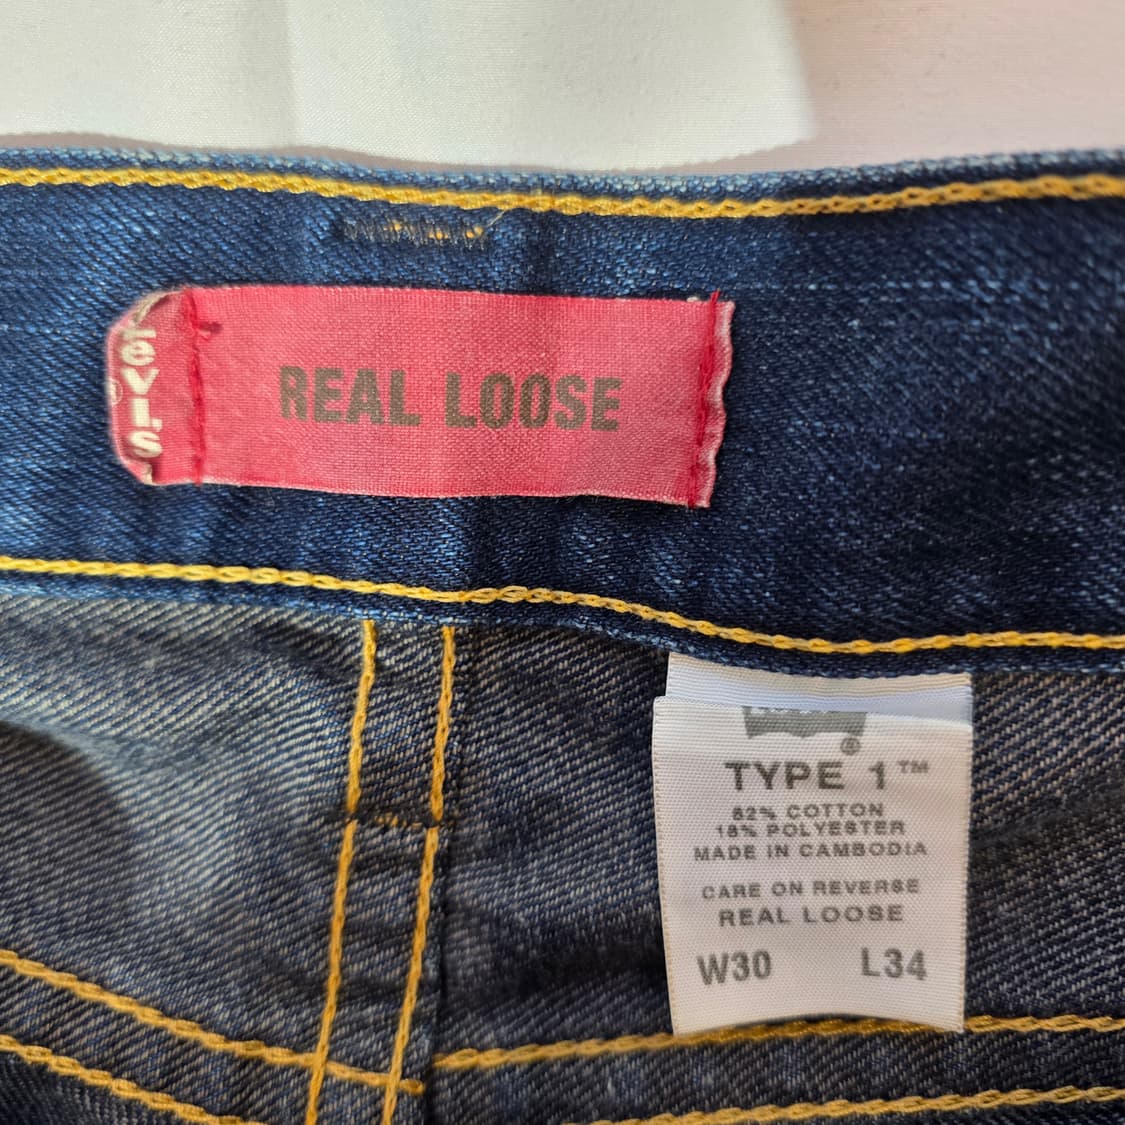 Levi's
®
REAL LOOSE
®
TYPE 1™
82% COTTON
18% POLYESTER
MADE IN CAMBODIA
CARE ON REVERSE
REAL LOOSE
W30 L34